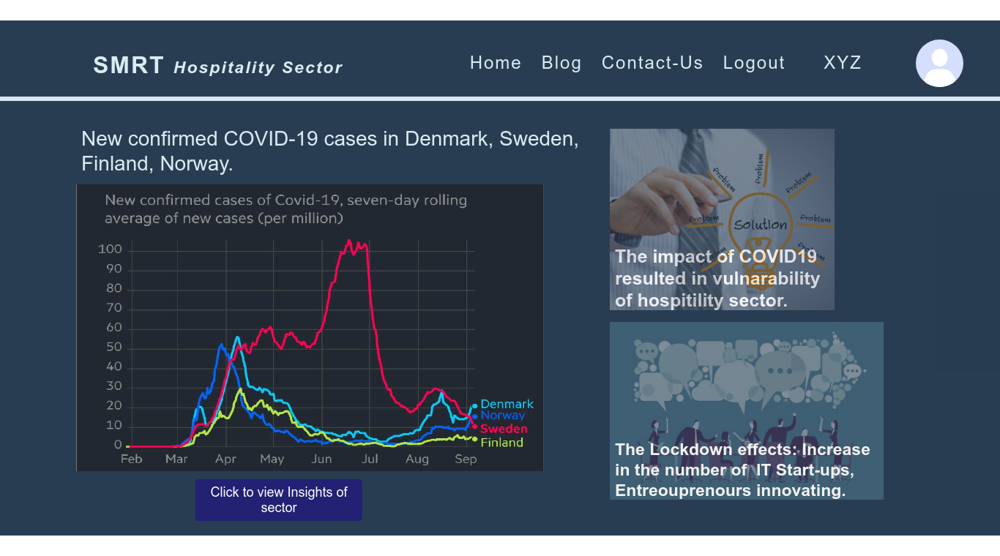 SMRT Hospitality Sector
Home Blog Contact-Us Logout XYZ
New confirmed COVID-19 cases in Denmark, Sweden,
Finland, Norway.
New confirmed cases of Covid-19, seven-day rolling
average of new cases (per million)
100
90
80
70
60
50
40
30
20
10
0
Feb Mar Apr May Jun Jul Aug Sep
Denmark
Norway
Sweden
Finland
Click to view Insights of
sector
Problem
Problem
Problem
Problem
Solution
Problem
Problem
Problem
The impact of COVID19
resulted in vulnarability
of hospitility sector.
The Lockdown effects: Increase
in the number of IT Start-ups,
Entreouprenours innovating.